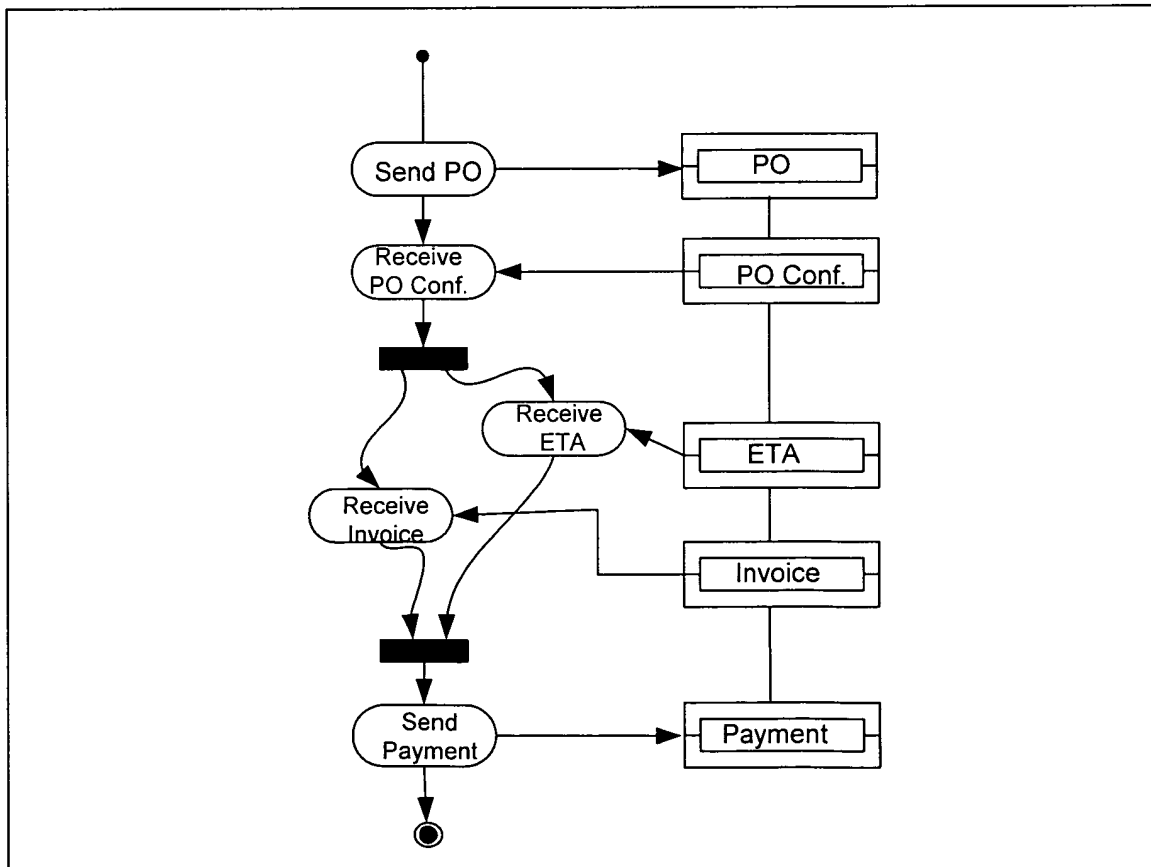 Send PO
PO
Receive
PO Conf.
PO Conf.
Receive
ETA
ETA
Receive
Invoice
Invoice
Send
Payment
Payment